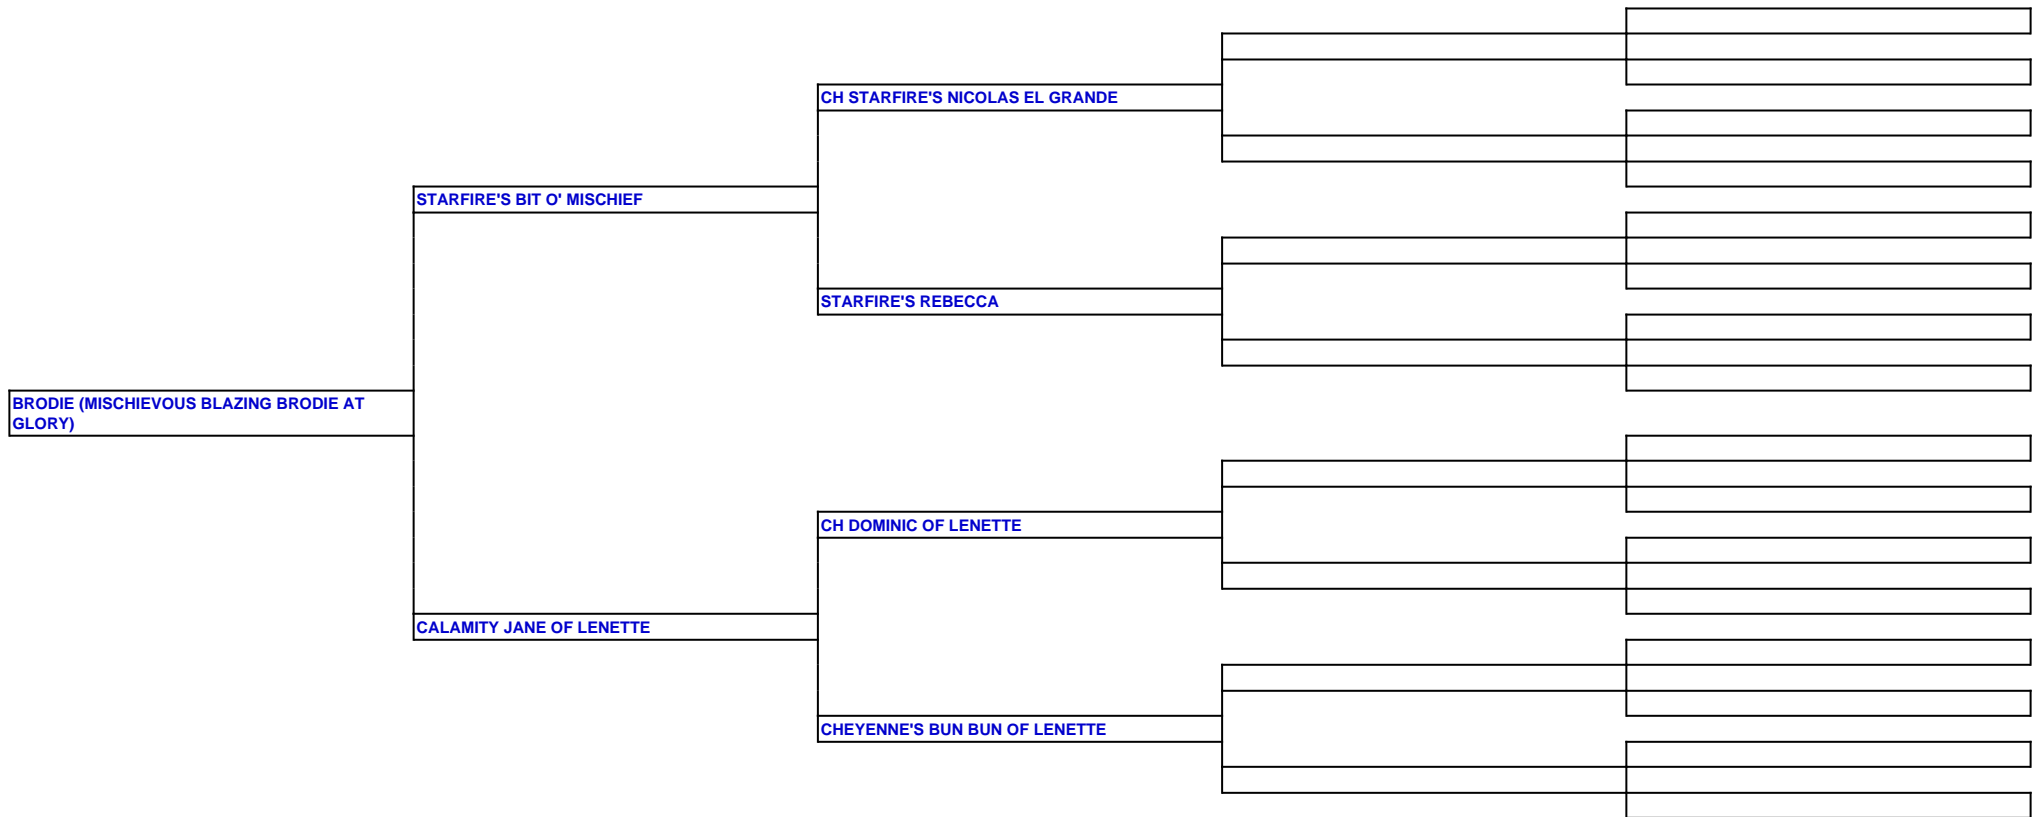 CH STARFIRE'S NICOLAS EL GRANDE
STARFIRE'S BIT O' MISCHIEF
STARFIRE'S REBECCA
BRODIE (MISCHIEVOUS BLAZING BRODIE AT
GLORY)
CH DOMINIC OF LENETTE
CALAMITY JANE OF LENETTE
CHEYENNE'S BUN BUN OF LENETTE